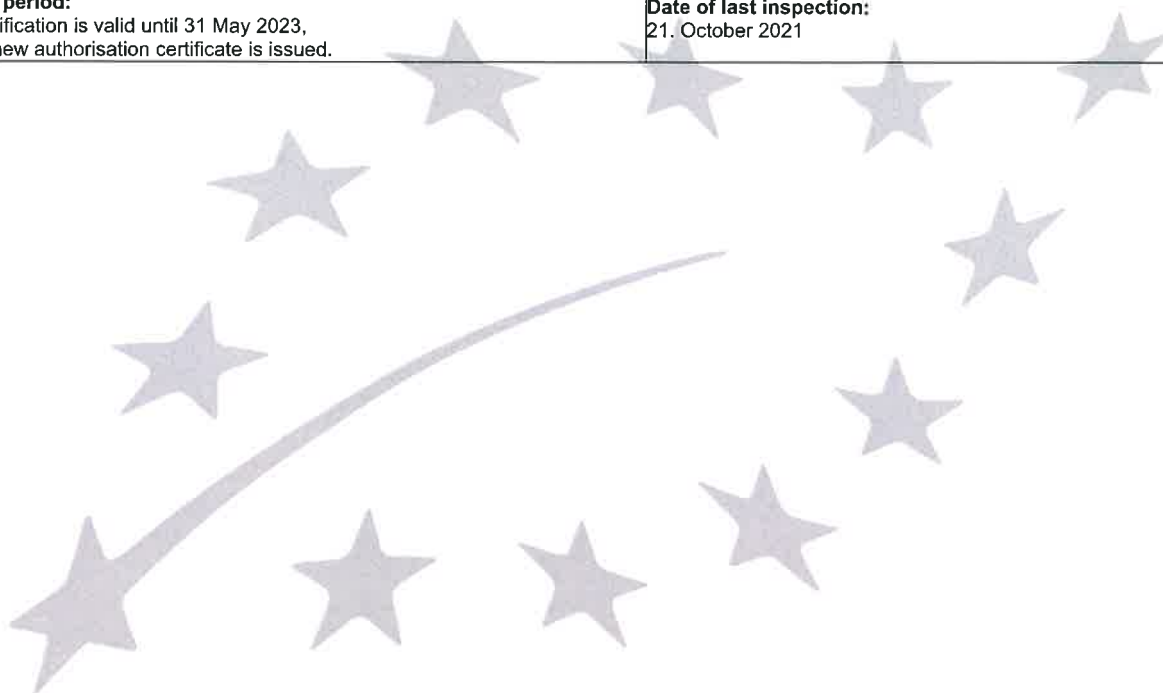 period:
ification is valid until 31 May 2023,
new authorisation certificate is issued.
Date of last inspection:
21. October 2021